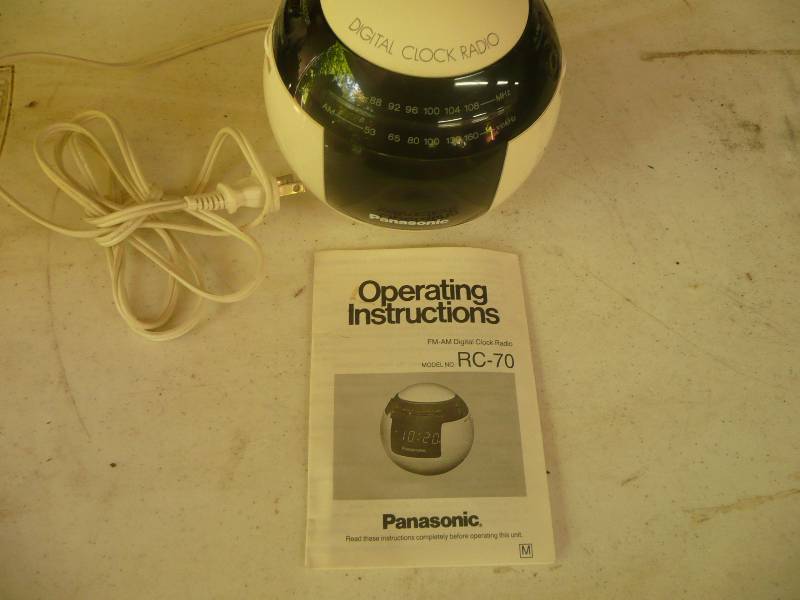 DIGITAL CLOCK RADIO
88 92 96 100 104 108 MHz
AM 53 65 80 100 130 160
Panasonic
Operating
Instructions
FM-AM Digital Clock Radio
MODEL NO. RC-70
10:20
Panasonic
Panasonic®
Read these instructions completely before operating this unit.
M